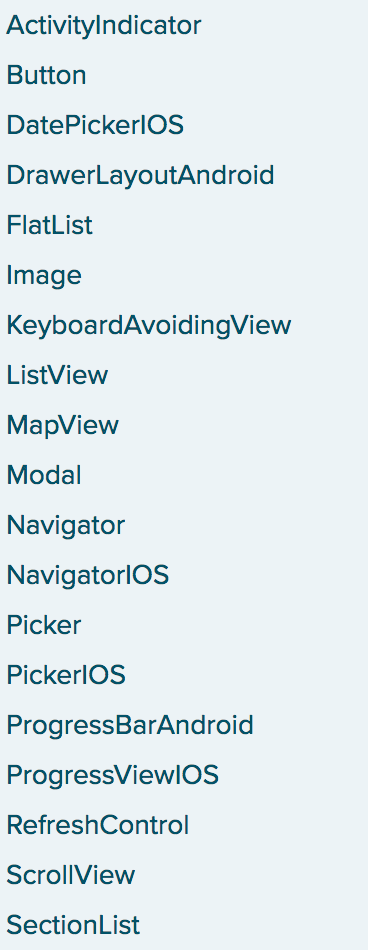 ActivityIndicator
Button
DatePickerIOS
DrawerLayoutAndroid
FlatList
Image
KeyboardAvoidingView
ListView
MapView
Modal
Navigator
NavigatorIOS
Picker
PickerIOS
ProgressBarAndroid
ProgressViewIOS
RefreshControl
ScrollView
SectionList